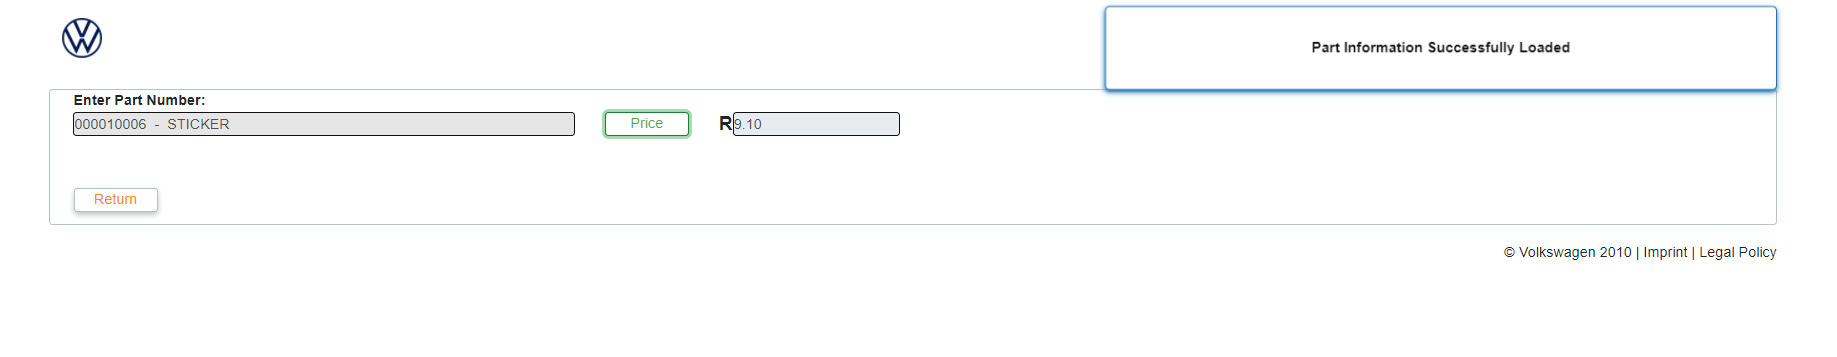 Part Information Successfully Loaded
Enter Part Number:
000010006 - STICKER
Price
R 9.10
Return
© Volkswagen 2010 | Imprint | Legal Policy